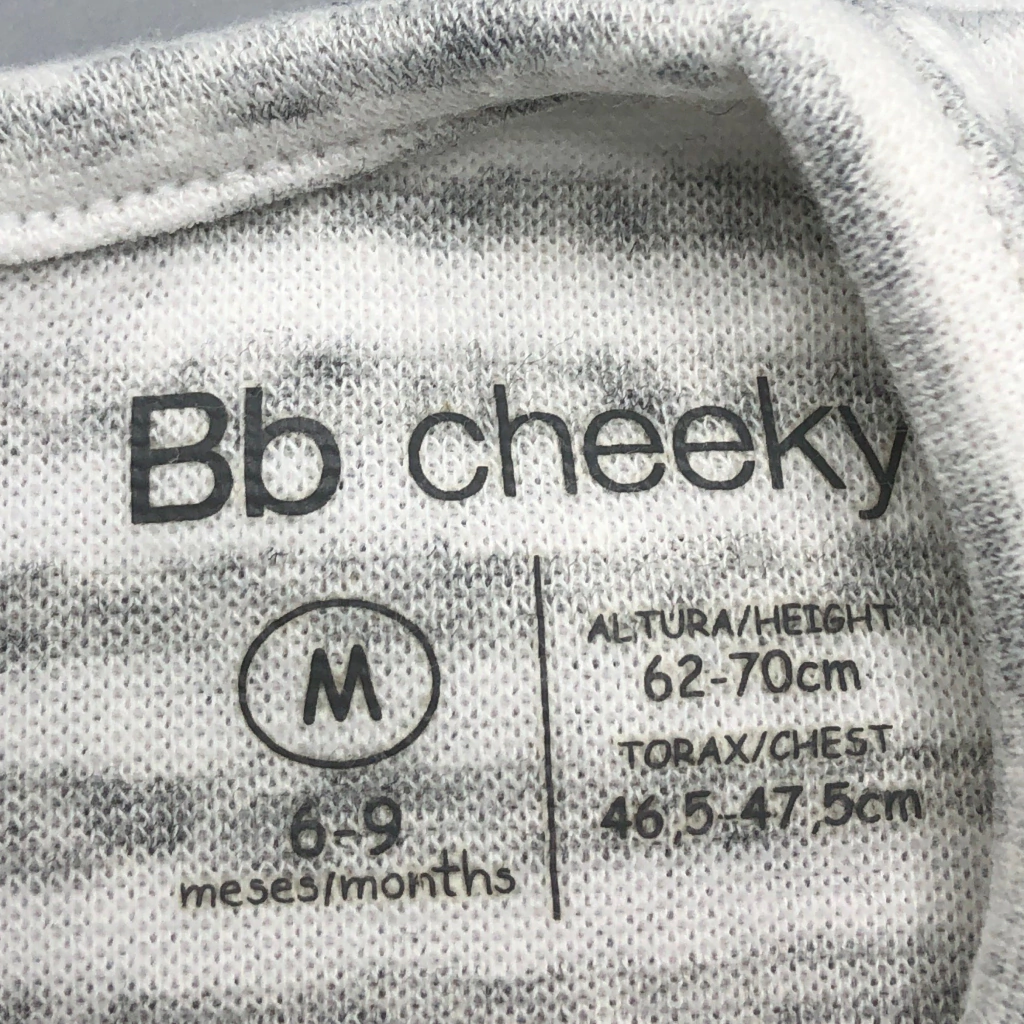 Bb cheeky
M
6-9
meses/months
ALTURA/HEIGHT
62-70cm
TORAX/CHEST
46,5-47,5cm